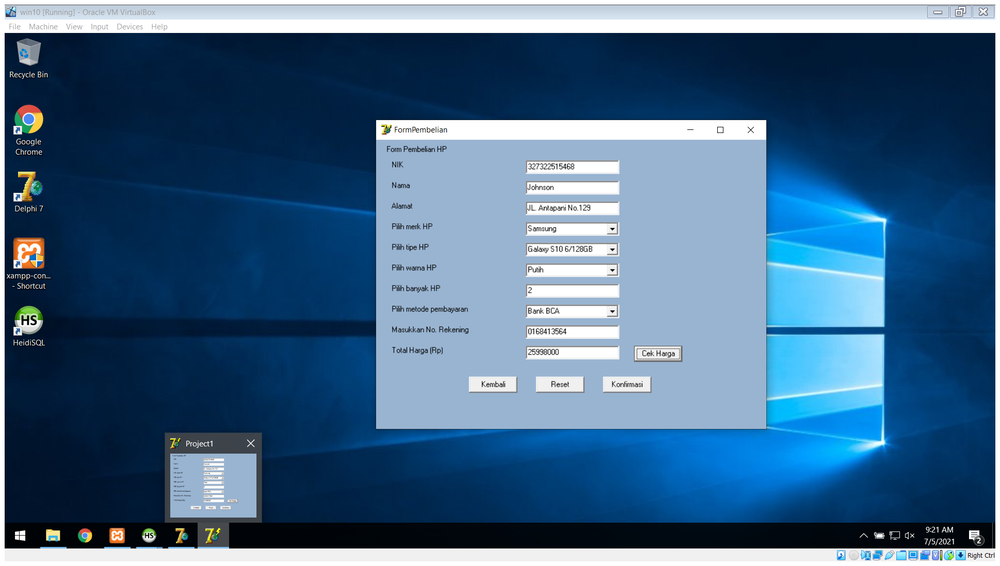 win10 [Running] - Oracle VM VirtualBox
File Machine View Input Devices Help
Recycle Bin
Google
Chrome
Delphi 7
xampp-con...
- Shortcut
HS
HeidiSQL
FormPembelian
Form Pembelian HP
NIK 327322515468
Nama Johnson
Alamat JL. Antapani No.129
Pilih merk HP Samsung
Pilih tipe HP Galaxy S10 6/128GB
Pilih warna HP Putih
Pilih banyak HP 2
Pilih metode pembayaran Bank BCA
Masukkan No. Rekening 0168413564
Total Harga (Rp) 25998000 Cek Harga
Kembali Reset Konfirmasi
Project1
HS
9:21 AM
7/5/2021
2
Right Ctrl